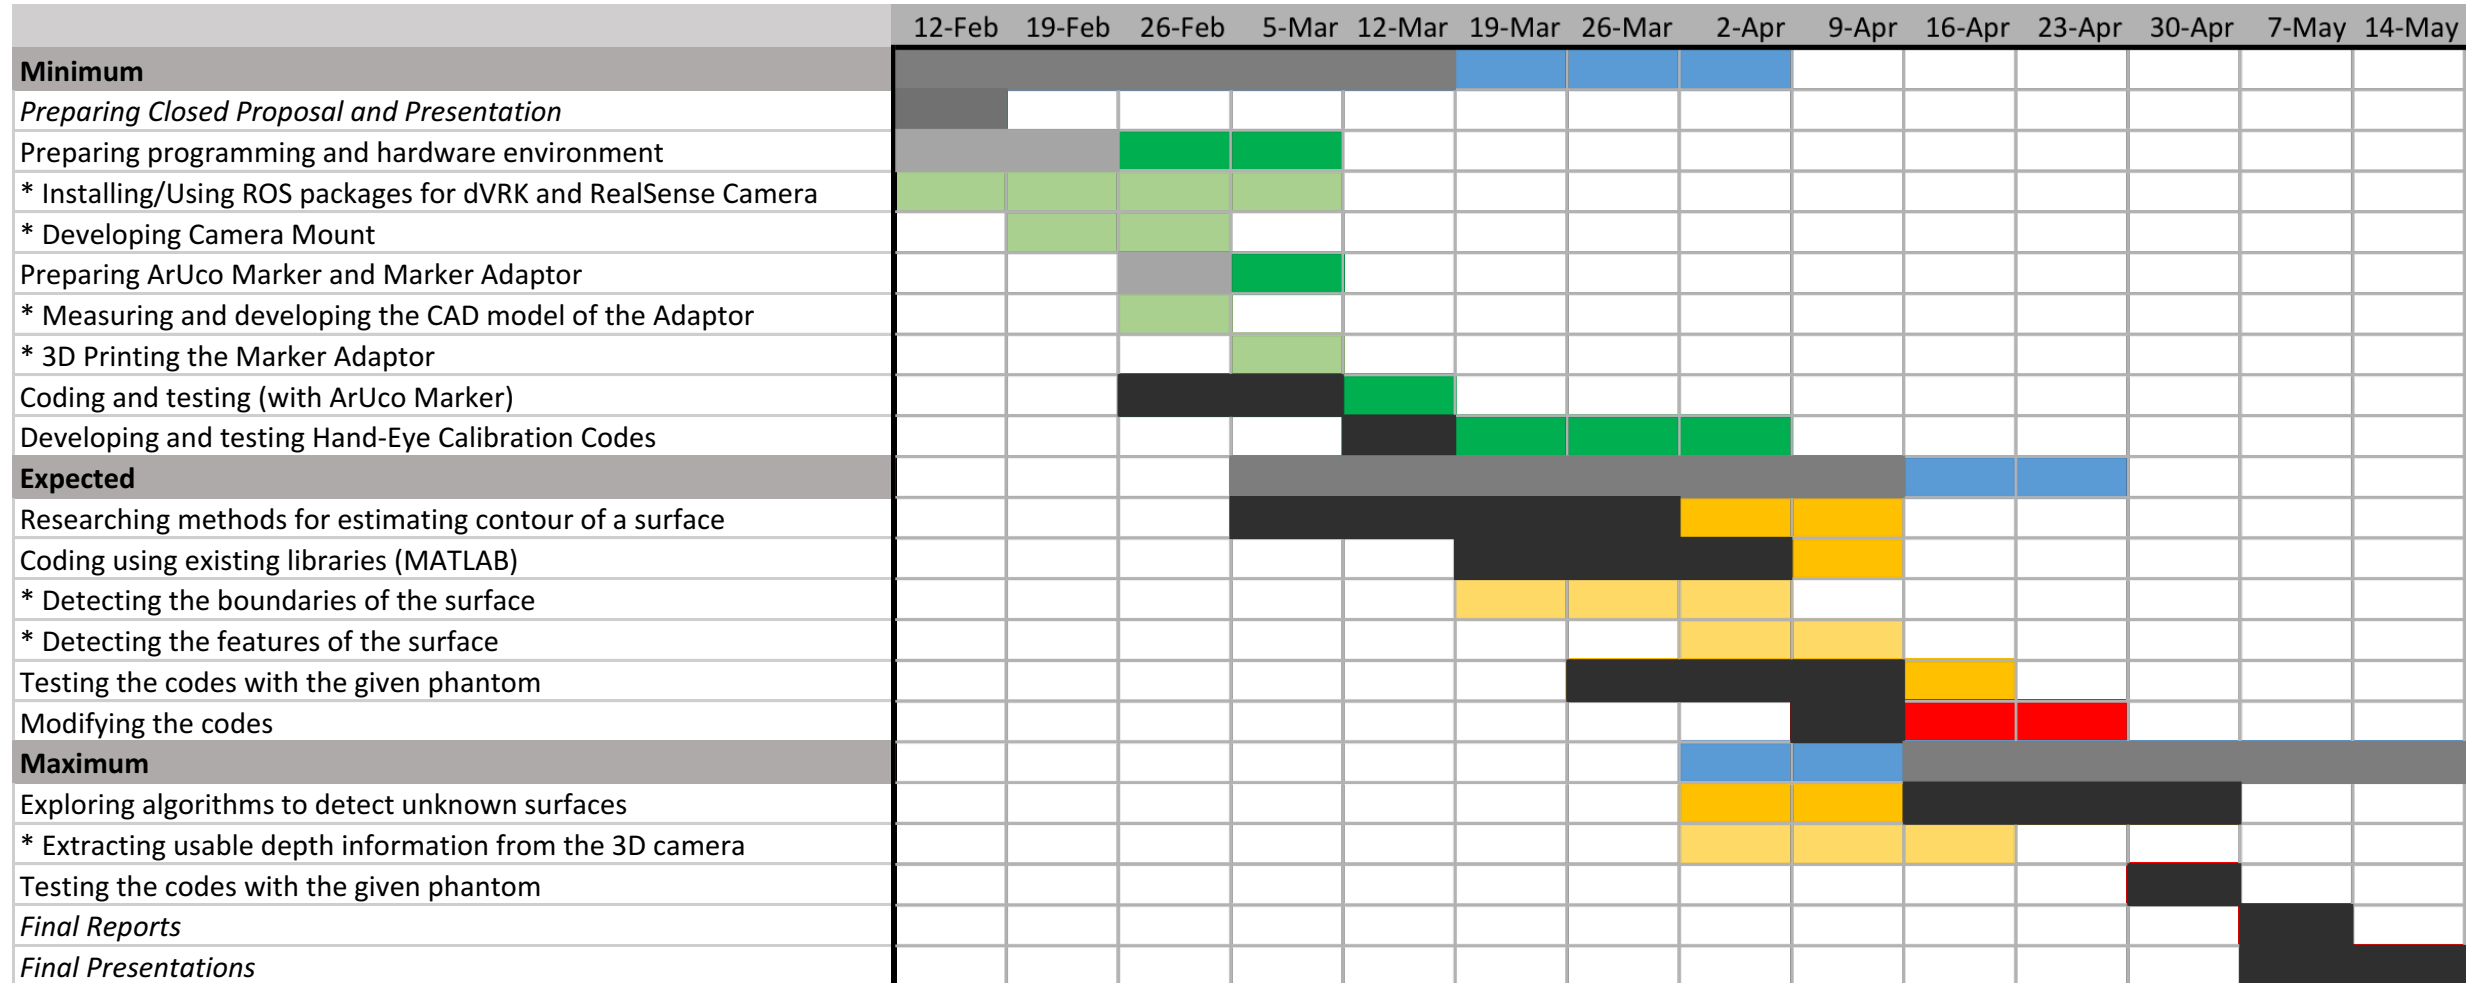 12-Feb 19-Feb 26-Feb 5-Mar 12-Mar 19-Mar 26-Mar 2-Apr 9-Apr 16-Apr 23-Apr 30-Apr 7-May 14-May
Minimum
Preparing Closed Proposal and Presentation
Preparing programming and hardware environment
* Installing/Using ROS packages for dVRK and RealSense Camera
* Developing Camera Mount
Preparing ArUco Marker and Marker Adaptor
* Measuring and developing the CAD model of the Adaptor
* 3D Printing the Marker Adaptor
Coding and testing (with ArUco Marker)
Developing and testing Hand-Eye Calibration Codes
Expected
Researching methods for estimating contour of a surface
Coding using existing libraries (MATLAB)
* Detecting the boundaries of the surface
* Detecting the features of the surface
Testing the codes with the given phantom
Modifying the codes
Maximum
Exploring algorithms to detect unknown surfaces
* Extracting usable depth information from the 3D camera
Testing the codes with the given phantom
Final Reports
Final Presentations